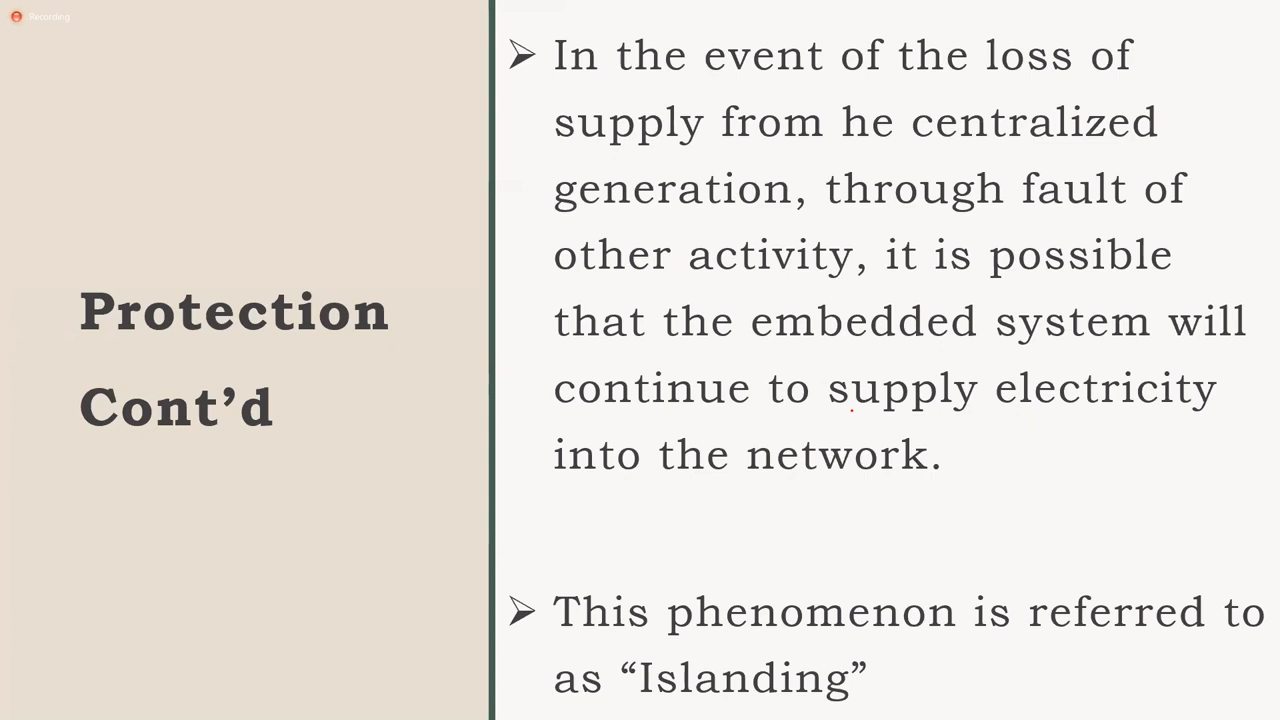 Recording
Protection
Cont’d
➢ In the event of the loss of
supply from he centralized
generation, through fault of
other activity, it is possible
that the embedded system will
continue to supply electricity
into the network.
➢ This phenomenon is referred to
as “Islanding”